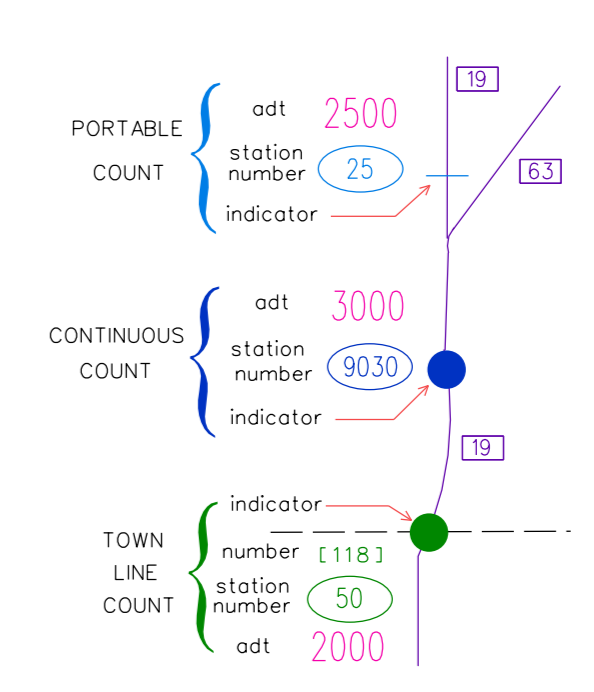 19
adt 2500
PORTABLE
COUNT
station
number 25
63
indicator
adt 3000
CONTINUOUS
COUNT
station
number 9030
indicator
19
indicator
TOWN
LINE
COUNT
number [118]
station
number 50
adt 2000